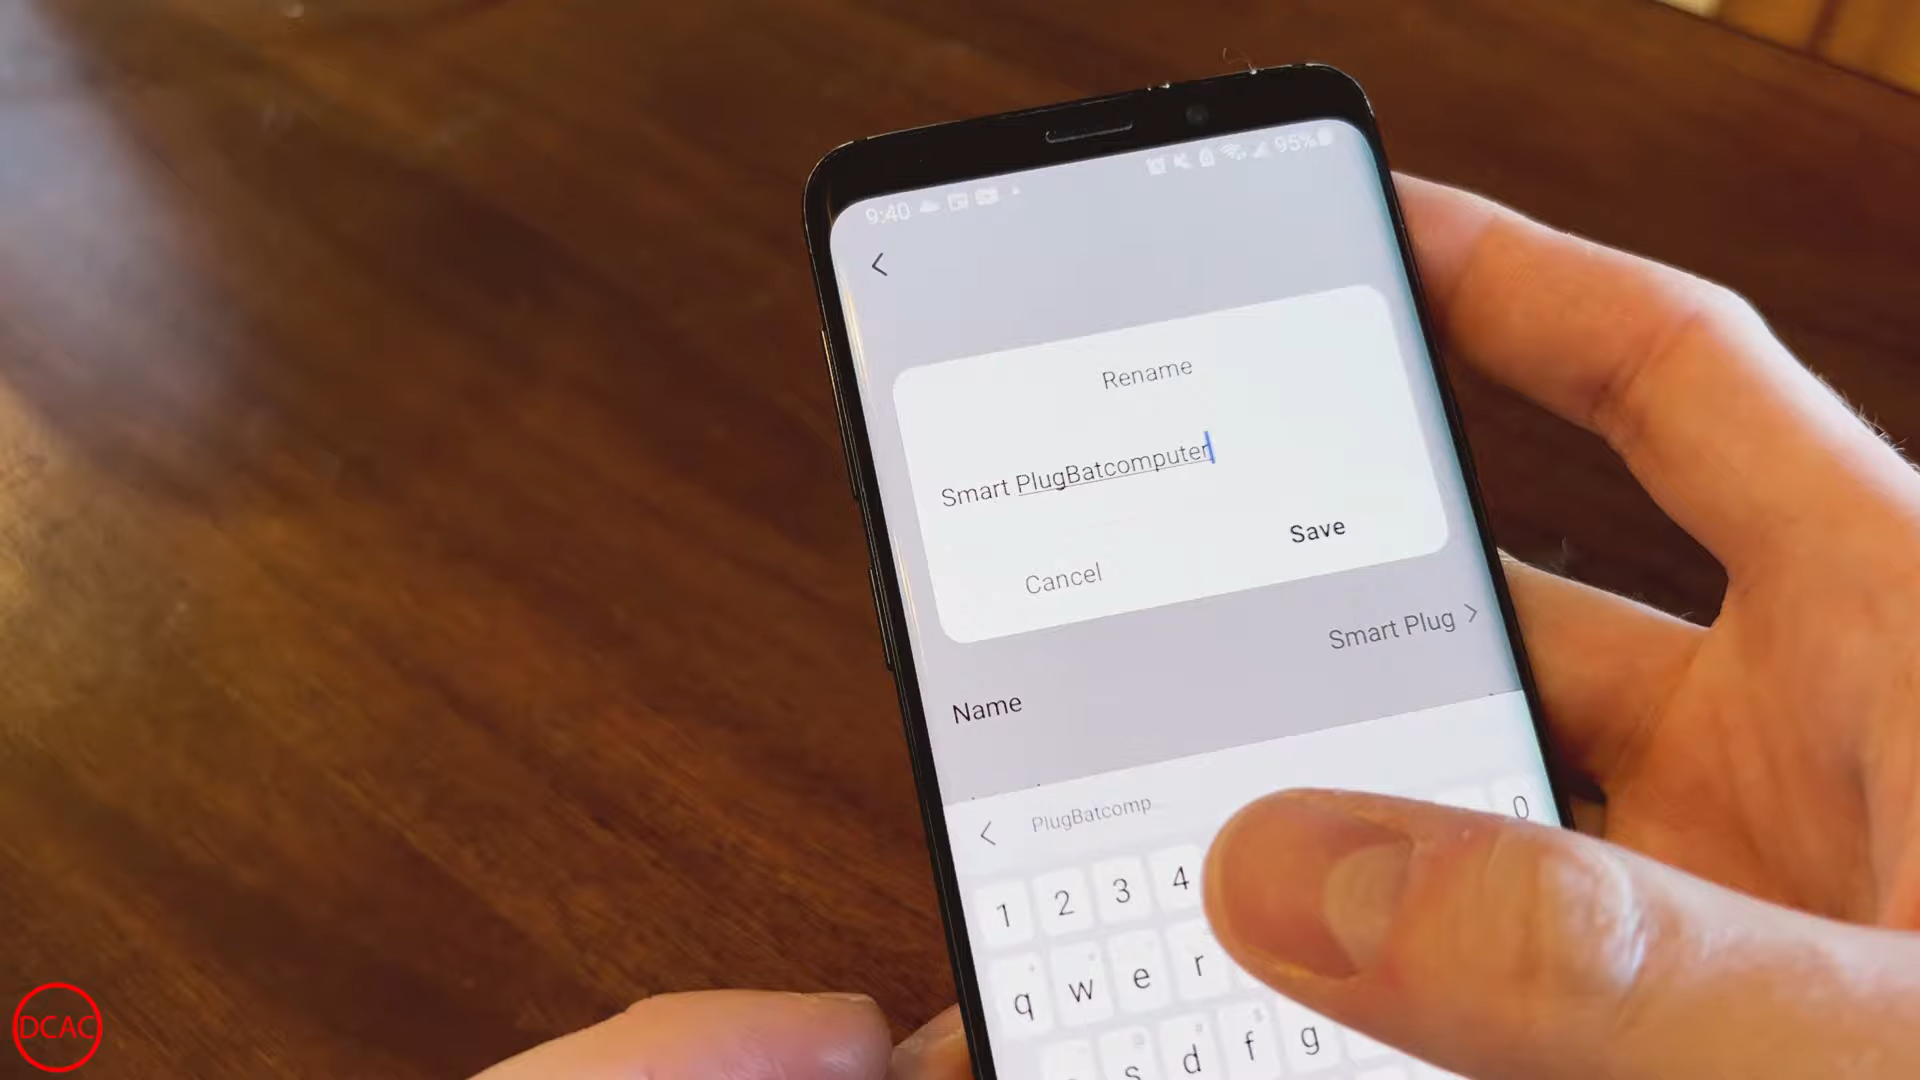 9:40
95%
Rename
Smart PlugBatcomputer
Cancel
Save
Name
Smart Plug >
PlugBatcomp
1 2 3 4 0
q w e r
s d f g
DCAC